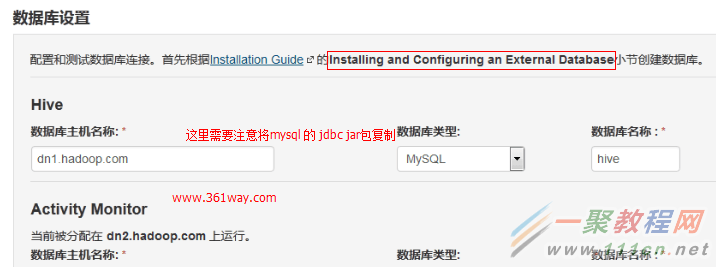 数据库设置
配置和测试数据库连接。首先根据Installation Guide 的Installing and Configuring an External Database小节创建数据库。
Hive
数据库主机名称: * 这里需要注意将mysql 的 jdbc jar包复制 数据库类型: 数据库名称 : *
dn1.hadoop.com MySQL hive
www.361way.com
Activity Monitor
当前被分配在 dn2.hadoop.com 上运行。
数据库主机名称: * 数据库类型: 数据库名称 : *
一聚教程网
www.111cn.net